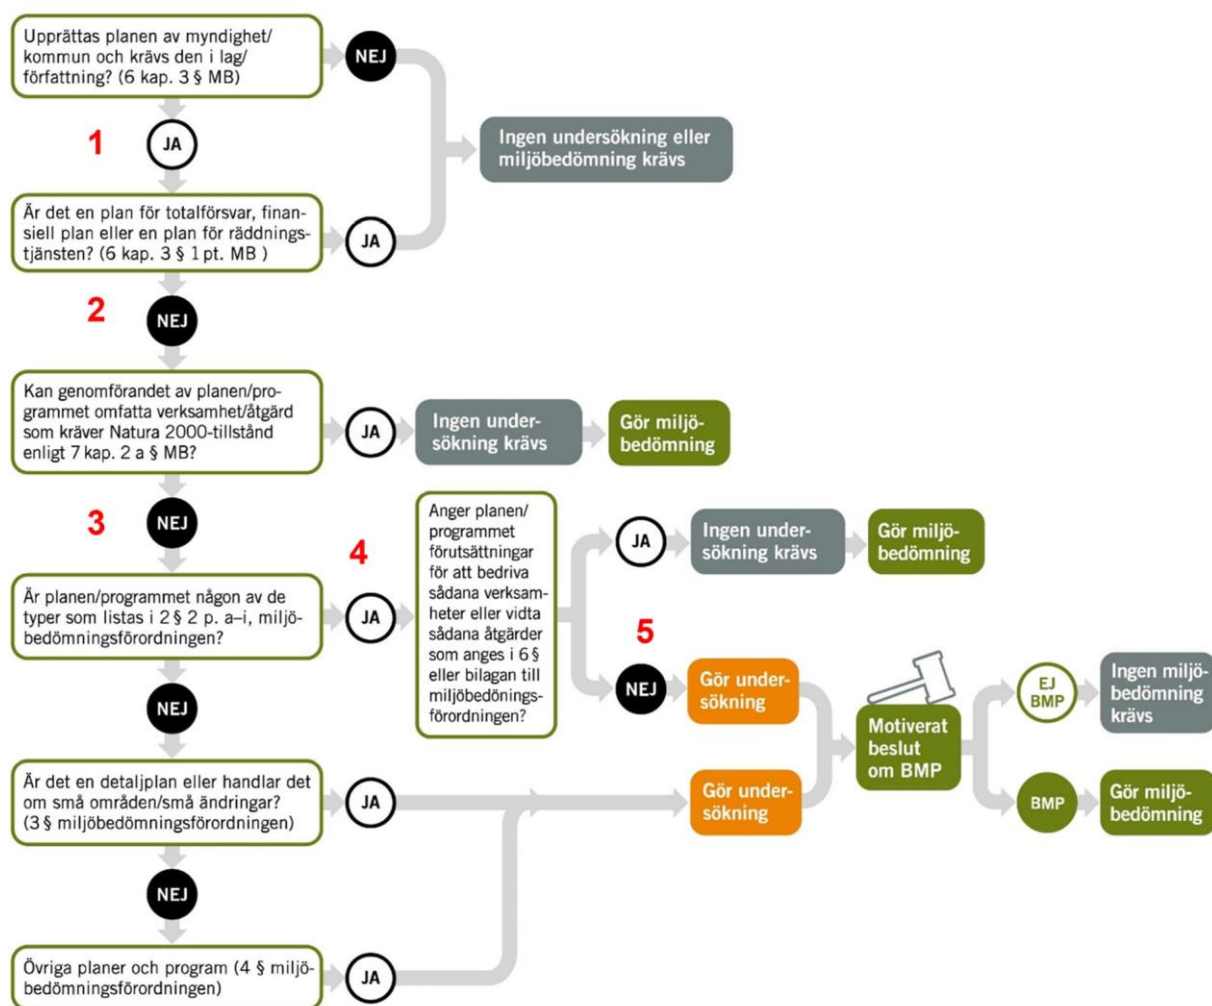 Upprättas planen av myndighet/
kommun och krävs den i lag/
författning? (6 kap. 3 § MB)
NEJ
1
JA
Ingen undersökning eller
miljöbedömning krävs
Är det en plan för totalförsvar, finan-
siell plan eller en plan för räddnings-
tjänsten? (6 kap. 3 § 1 pt. MB )
JA
2
NEJ
Kan genomförandet av planen/pro-
grammet omfatta verksamhet/åtgärd
som kräver Natura 2000-tillstånd
enligt 7 kap. 2 a § MB?
JA
Ingen under-
sökning krävs
Gör miljö-
bedömning
3
NEJ
Är planen/programmet någon av de
typer som listas i 2 § 2 p. a–i, miljö-
bedömningsförordningen?
4
JA
Anger planen/
programmet
förutsättningar
för att bedriva
sådana verksam-
heter eller vidta
sådana åtgärder
som anges i 6 §
eller bilagan till
miljöbedönings-
förordningen?
JA
Ingen under-
sökning krävs
Gör miljö-
bedömning
5
NEJ
Gör under-
sökning
Motiverat
beslut
om BMP
EJ
BMP
Ingen miljö-
bedömning
krävs
BMP
Gör miljö-
bedömning
NEJ
Är det en detaljplan eller handlar det
om små områden/små ändringar?
(3 § miljöbedömningsförordningen)
JA
Gör under-
sökning
NEJ
Övriga planer och program (4 § miljö-
bedömningsförordningen)
JA